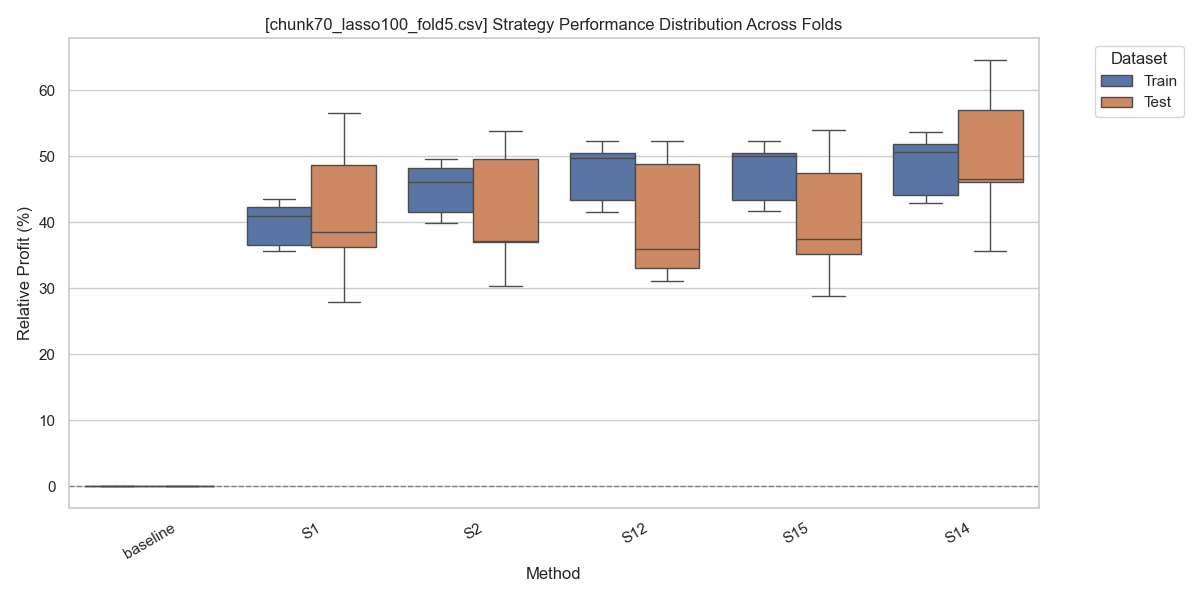 [chunk70_lasso100_fold5.csv] Strategy Performance Distribution Across Folds
Dataset
Train
Test
Relative Profit (%)
60
50
40
30
20
10
0
baseline
S1
S2
S12
S15
S14
Method